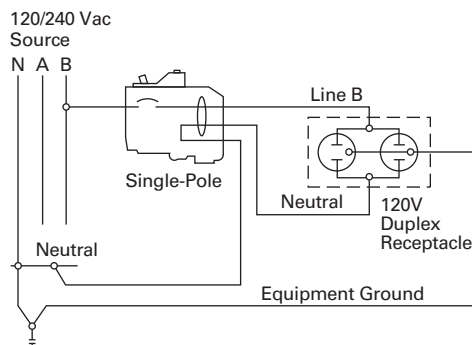 120/240 Vac
Source
N A B
Line B
Single-Pole
Neutral
120V
Duplex
Receptacle
Neutral
Equipment Ground